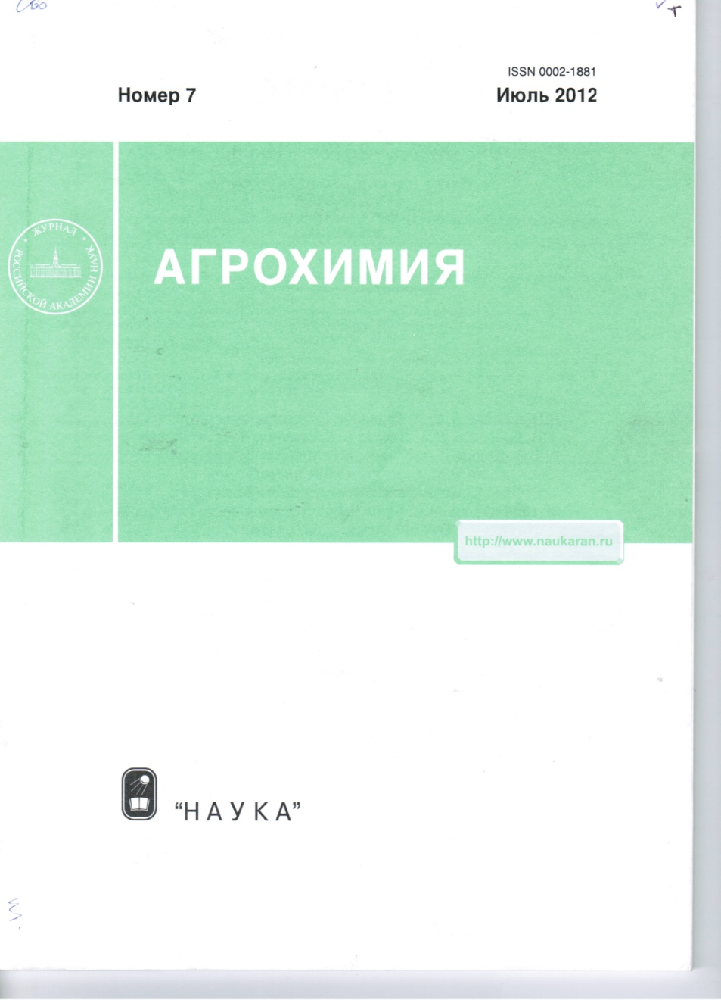 ISSN 0002-1881
Номер 7
Июль 2012
ЖУРНАЛ
РОССИЙСКОЙ АКАДЕМИИ НАУК
АГРОХИМИЯ
http://www.naukaran.ru
“НАУКА”